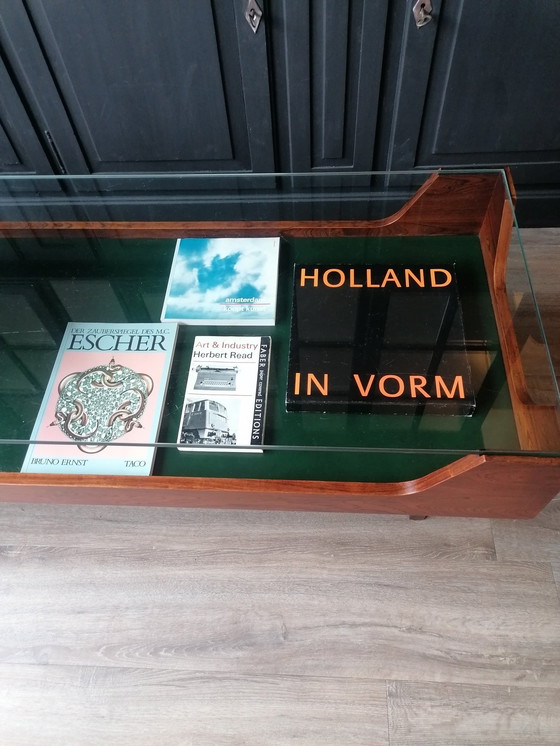 amsterdam
HOLLAND
IN VORM
DER ZAUBERSPIEGEL DES M.C.
ESCHER
BRUNO ERNST TACO
Art & Industry
Herbert Read
FABER
EDITIONS